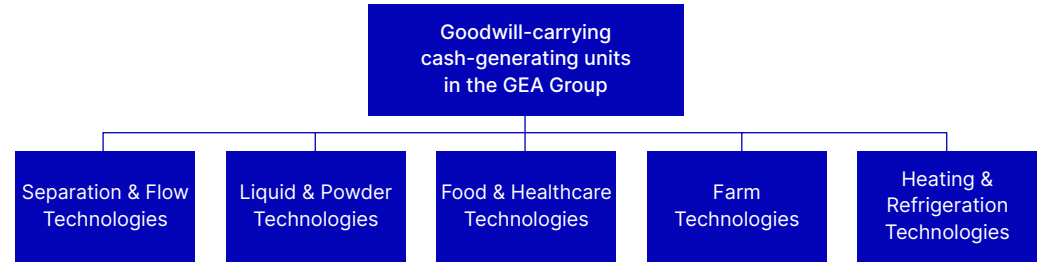 Goodwill-carrying
cash-generating units
in the GEA Group
Separation & Flow
Technologies
Liquid & Powder
Technologies
Food & Healthcare
Technologies
Farm
Technologies
Heating &
Refrigeration
Technologies